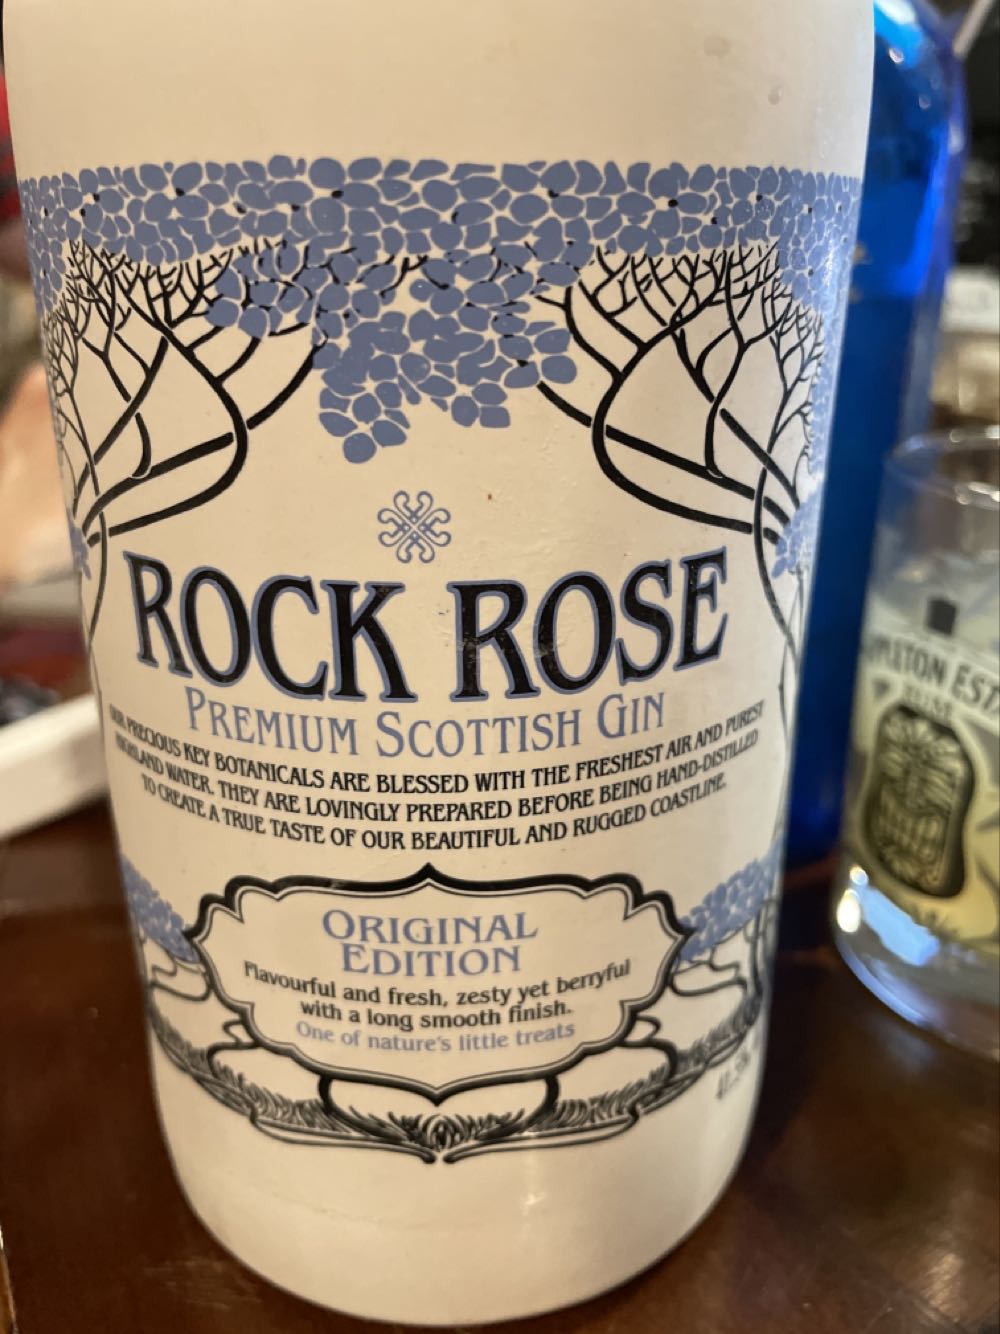 ROCK ROSE
PREMIUM SCOTTISH GIN
OUR PRECIOUS KEY BOTANICALS ARE BLESSED WITH THE FRESHEST AIR AND PUREST
HIGHLAND WATER. THEY ARE LOVINGLY PREPARED BEFORE BEING HAND-DISTILLED
TO CREATE A TRUE TASTE OF OUR BEAUTIFUL AND RUGGED COASTLINE.
ORIGINAL
EDITION
Flavourful and fresh, zesty yet berryful
with a long smooth finish.
One of nature's little treats